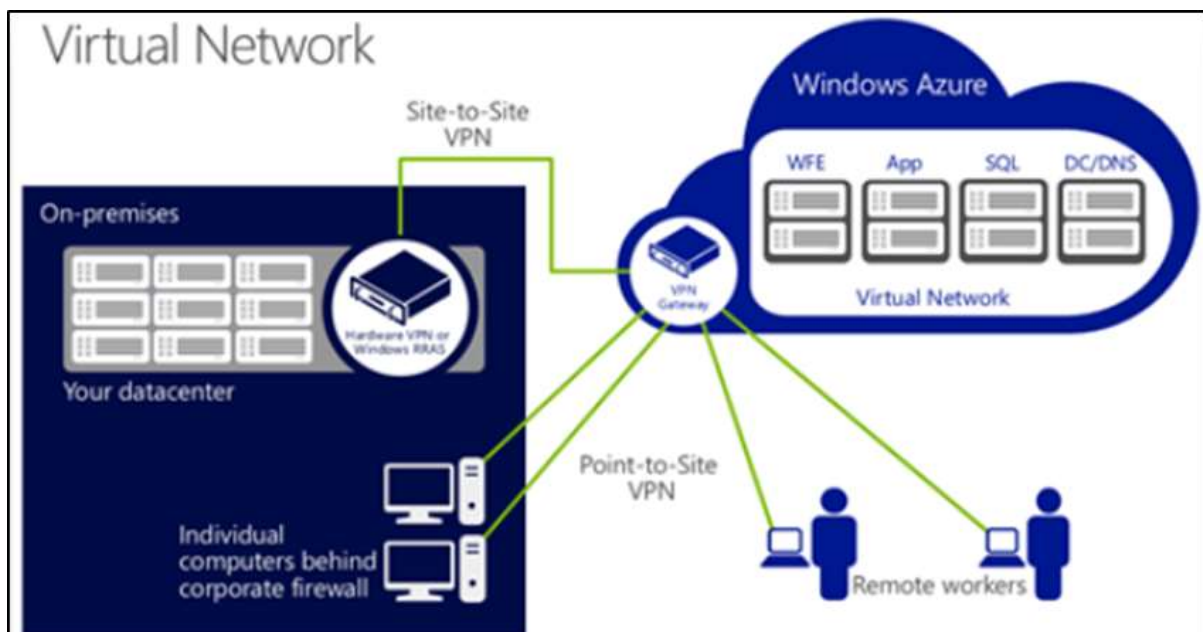 Virtual Network
Site-to-Site
VPN
Windows Azure
WFE App SQL DC/DNS
Virtual Network
VPN
Gateway
On-premises
Hardware VPN or
Windows RRAS
Your datacenter
Point-to-Site
VPN
Individual
computers behind
corporate firewall
Remote workers